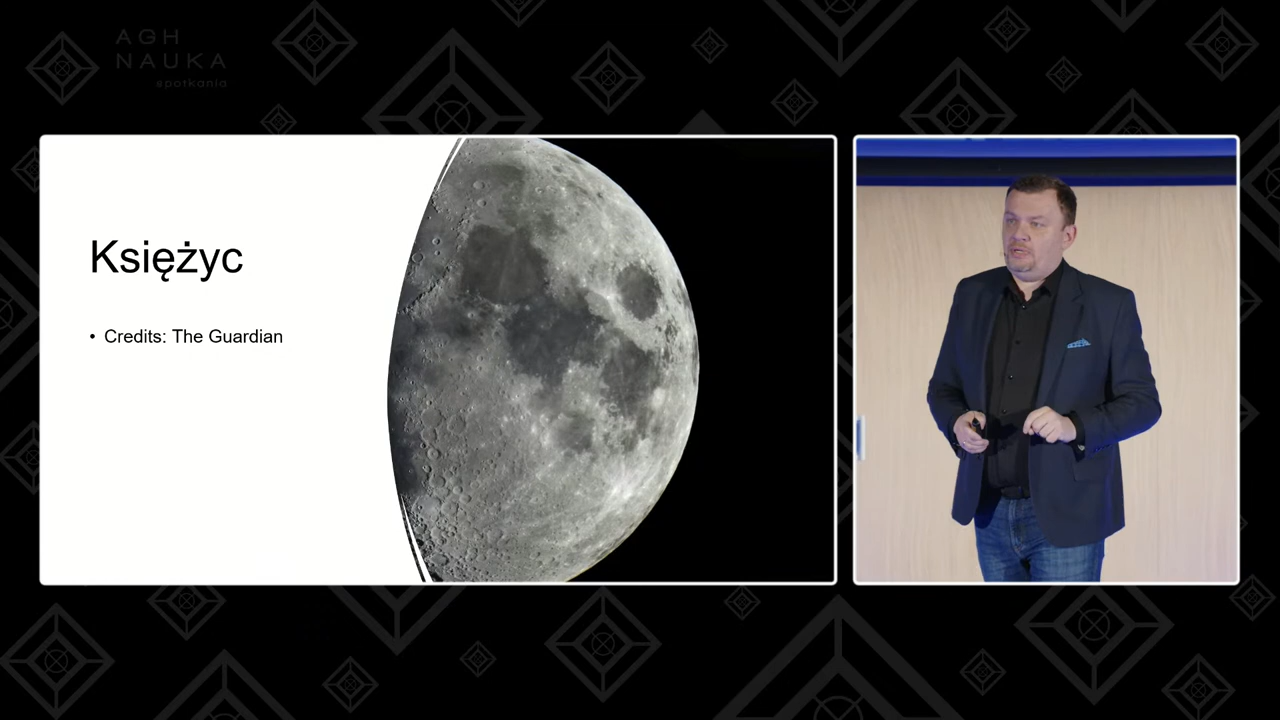 AGH
NAUKA
spotkania
Księżyc
• Credits: The Guardian